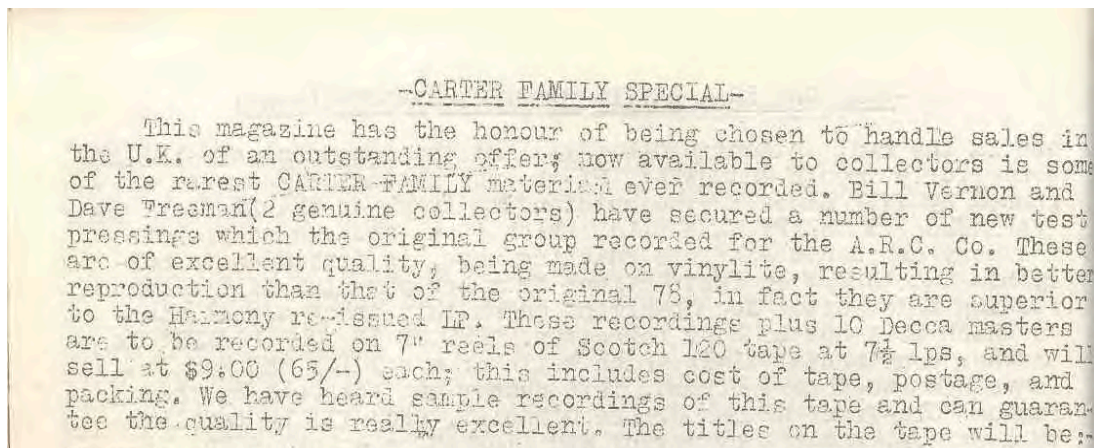 -CARTER FAMILY SPECIAL-
This magazine has the honour of being chosen to handle sales in
the U.K. of an outstanding offer; now available to collectors is some
of the rarest CARTER FAMILY material ever recorded. Bill Vernon and
Dave Freeman(2 genuine collectors) have secured a number of new test
pressings which the original group recorded for the A.R.C. Co. These
are of excellent quality, being made on vinylite, resulting in better
reproduction than that of the original 78, in fact they are superior
to the Harmony re-issued LP. These recordings plus 10 Decca masters
are to be recorded on 7" reels of Scotch 120 tape at 7½ lps, and will
sell at $9.00 (65/-) each; this includes cost of tape, postage, and
packing. We have heard sample recordings of this tape and can guaran-
tee the quality is really excellent. The titles on the tape will be:-